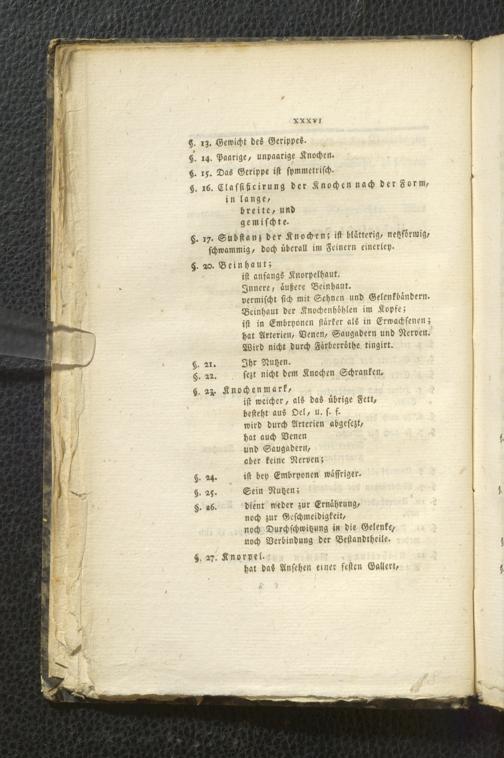 XXXVI
§. 13. Gewicht des Gerippes.
§. 14. Paarige, unpaarige Knochen.
§. 15. Das Gerippe ist symmetrisch.
§. 16. Classificirung der Knochen nach der Form,
in lange,
breite, und
gemischte.
§. 17. Substanz der Knochen; ist blätterig, netzförmig,
schwammig, doch überall im Feinern einerley.
§. 20. Beinhaut;
ist anfangs Knorpelhaut.
Innere, äußere Beinhaut.
vermischt sich mit Sehnen und Gelenkbändern.
Beinhaut der Knochenhöhlen im Kopfe;
ist in Embryonen stärker als in Erwachsenen;
hat Arterien, Venen, Saugadern und Nerven.
Wird nicht durch Färberröthe tingirt.
§. 21. Ihr Nutzen.
§. 22. sezt nicht dem Knochen Schranken.
§. 23. Knochenmark,
ist weicher, als das übrige Fett,
besteht aus Oel, u. s. f.
wird durch Arterien abgesezt,
hat auch Venen
und Saugadern,
aber keine Nerven;
§. 24. ist bey Embryonen wäßriger.
§. 25. Sein Nutzen;
§. 26. dient weder zur Ernährung,
noch zur Geschmeidigkeit,
noch Durchschwitzung in die Gelenke,
noch Verbindung der Bestandtheile.
§. 27. Knorpel.
hat das Ansehen einer festen Gallert,